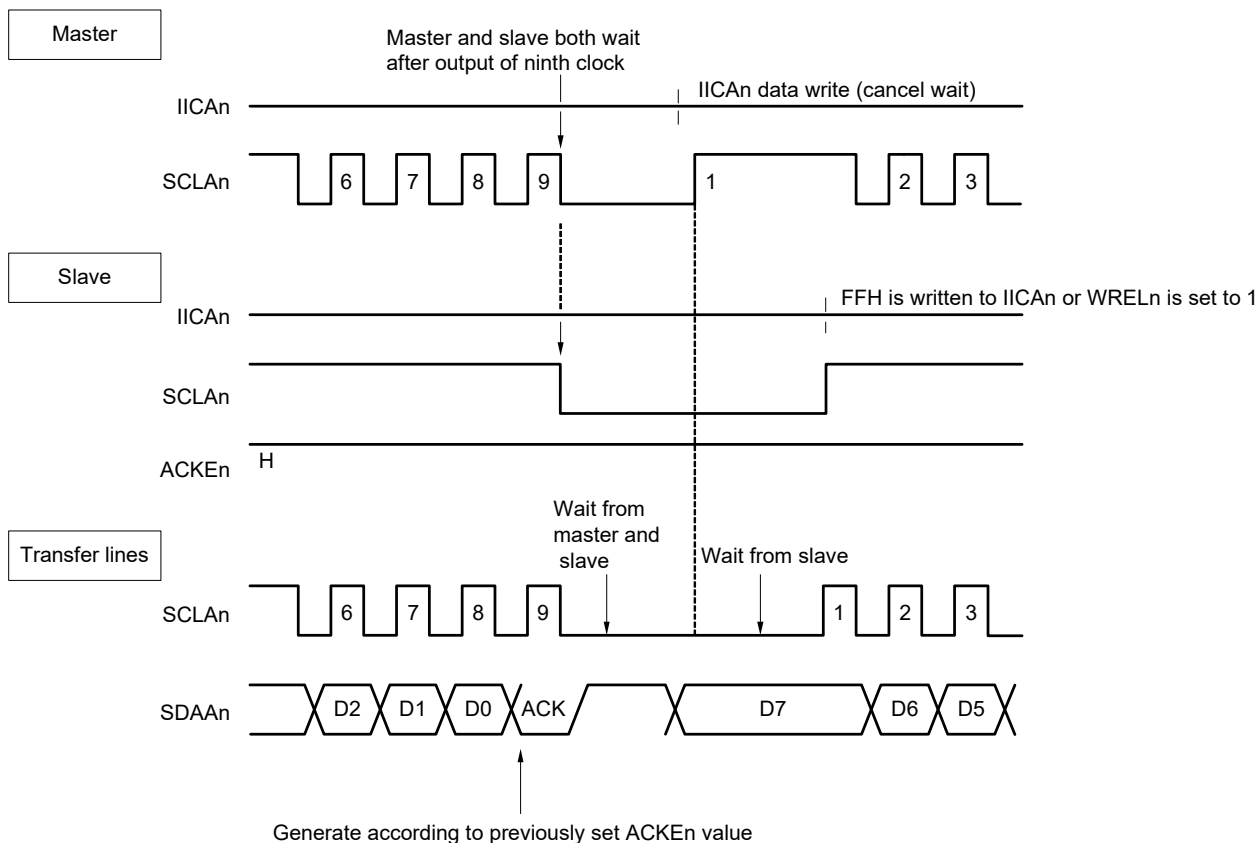 Master
Master and slave both wait
after output of ninth clock
IICAn
IICAn data write (cancel wait)
SCLAn
6 7 8 9 1 2 3
Slave
IICAn
FFH is written to IICAn or WRELn is set to 1
SCLAn
ACKEn
H
Transfer lines
Wait from
master and
slave
Wait from slave
SCLAn
6 7 8 9 1 2 3
SDAAn
D2 D1 D0 ACK D7 D6 D5
Generate according to previously set ACKEn value